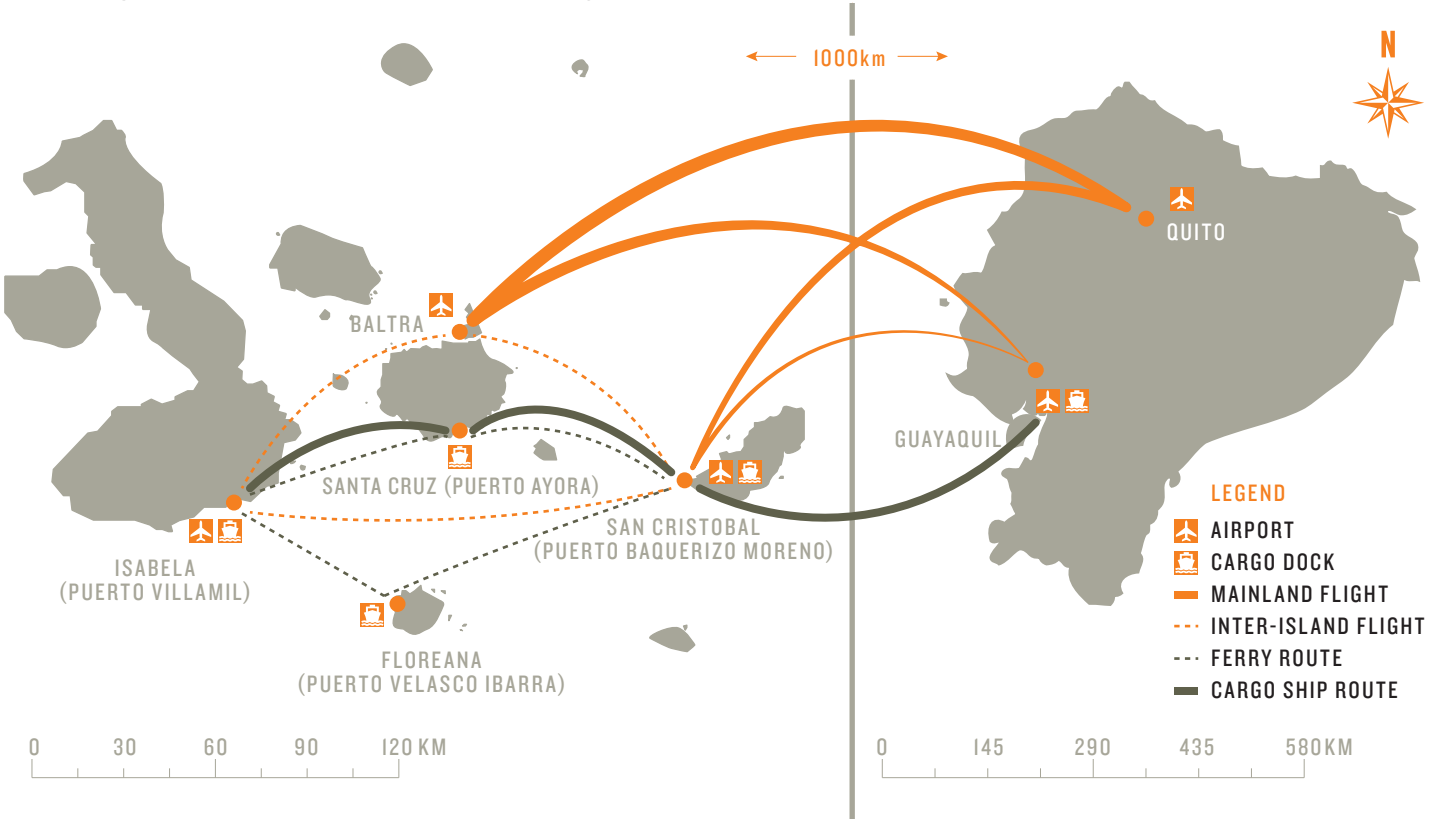 1000km
N
QUITO
BALTRA
GUAYAQUIL
SANTA CRUZ (PUERTO AYORA)
SAN CRISTOBAL
(PUERTO BAQUERIZO MORENO)
ISABELA
(PUERTO VILLAMIL)
FLOREANA
(PUERTO VELASCO IBARRA)
LEGEND
AIRPORT
CARGO DOCK
MAINLAND FLIGHT
INTER-ISLAND FLIGHT
FERRY ROUTE
CARGO SHIP ROUTE
0 30 60 90 120 KM
0 145 290 435 580KM